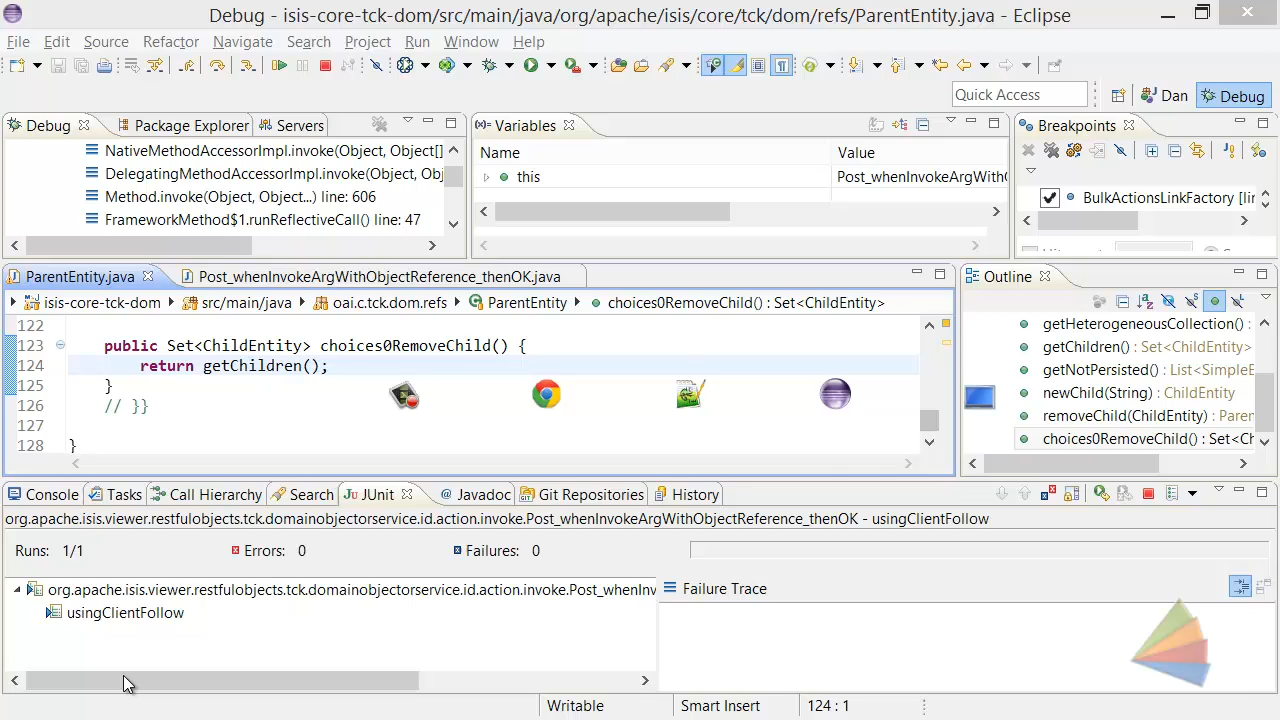 Debug - isis-core-tck-dom/src/main/java/org/apache/isis/core/tck/dom/refs/ParentEntity.java - Eclipse
File Edit Source Refactor Navigate Search Project Run Window Help
Quick Access
Dan
Debug
Debug
Package Explorer
Servers
NativeMethodAccessorImpl.invoke(Object, Object[]
DelegatingMethodAccessorImpl.invoke(Object, Obj
Method.invoke(Object, Object...) line: 606
FrameworkMethod$1.runReflectiveCall() line: 47
(x)= Variables
Name Value
this Post_whenInvokeArgWith
Breakpoints
BulkActionsLinkFactory [lin
ParentEntity.java
Post_whenInvokeArgWithObjectReference_thenOK.java
isis-core-tck-dom src/main/java oai.c.tck.dom.refs ParentEntity choices0RemoveChild() : Set<ChildEntity>
122
123 public Set<ChildEntity> choices0RemoveChild() {
124 return getChildren();
125 }
126 // }}
127
128 }
Outline
getHeterogeneousCollection() :
getChildren() : Set<ChildEntity>
getNotPersisted() : List<SimpleE
newChild(String) : ChildEntity
removeChild(ChildEntity) : Paren
choices0RemoveChild() : Set<Ch
Console Tasks Call Hierarchy Search JUnit @ Javadoc Git Repositories History
org.apache.isis.viewer.restfulobjects.tck.domainobjectorservice.id.action.invoke.Post_whenInvokeArgWithObjectReference_thenOK - usingClientFollow
Runs: 1/1 Errors: 0 Failures: 0
org.apache.isis.viewer.restfulobjects.tck.domainobjectorservice.id.action.invoke.Post_whenInv
usingClientFollow
Failure Trace
Writable Smart Insert 124 : 1